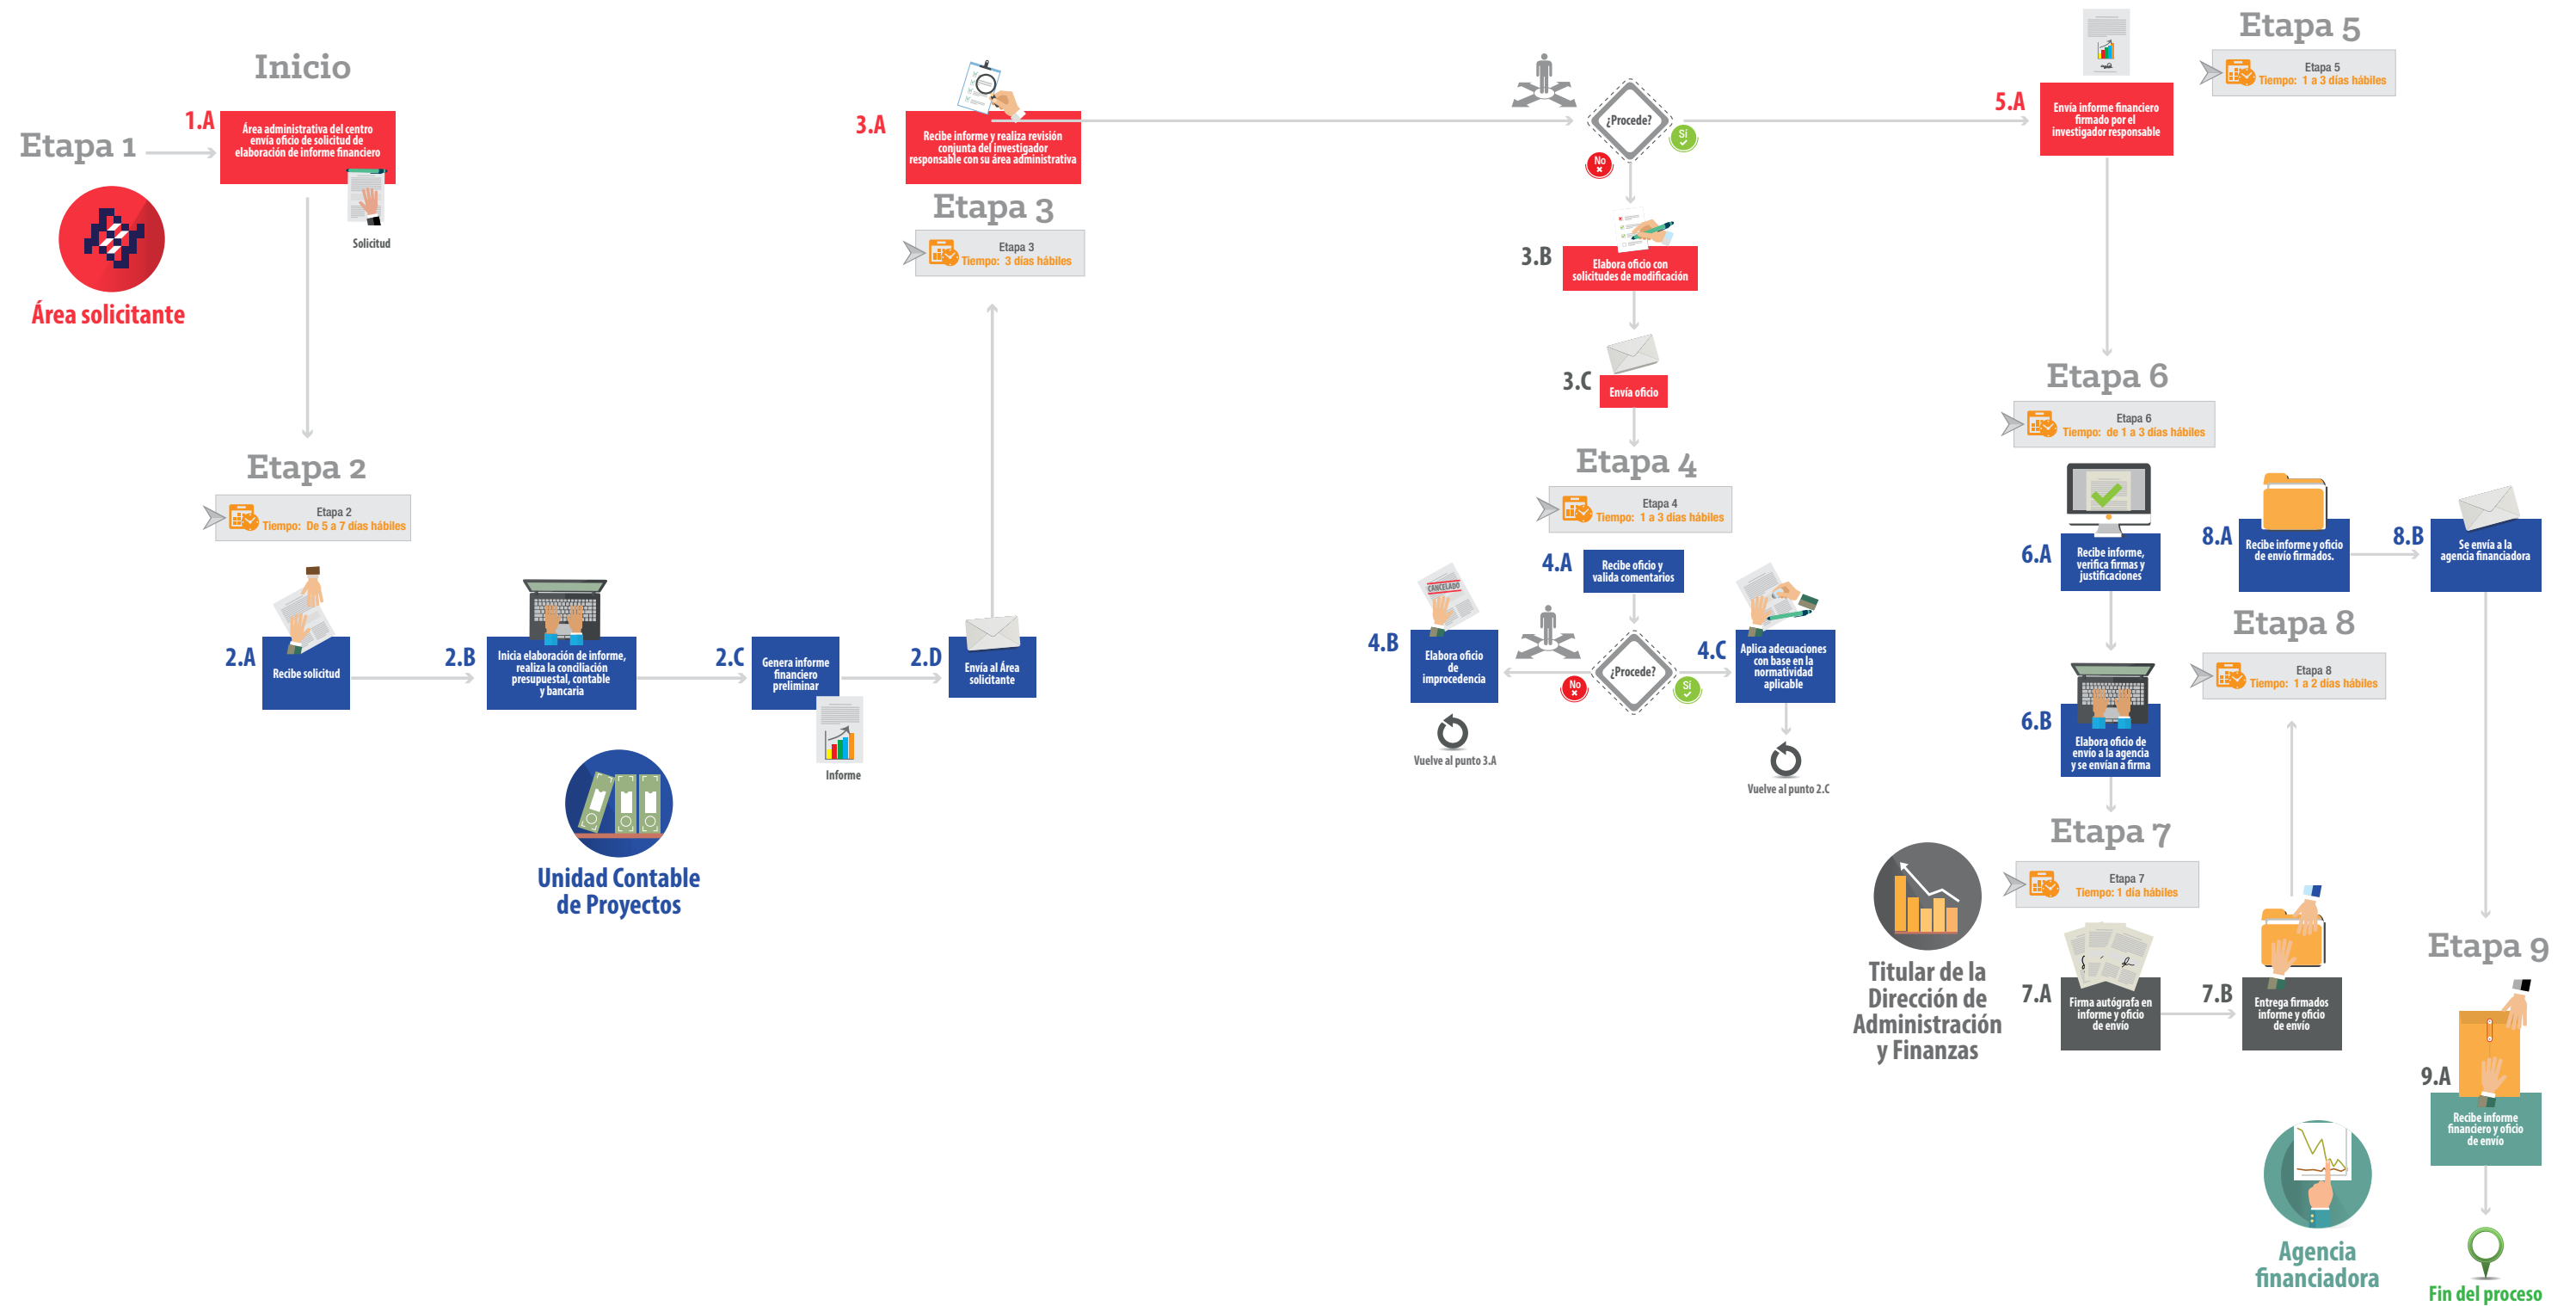 Inicio
Etapa 1
1.A
Área administrativa del centro
envía oficio de solicitud de
elaboración de informe financiero
Solicitud
Área solicitante
Etapa 2
Etapa 2
Tiempo: De 5 a 7 días hábiles
2.A
Recibe solicitud
2.B
Inicia elaboración de informe,
realiza la conciliación
presupuestal, contable
y bancaria
2.C
Genera informe
financiero
preliminar
Informe
2.D
Envía al Área
solicitante
Unidad Contable
de Proyectos
3.A
Recibe informe y realiza revisión
conjunta del investigador
responsable con su área administrativa
Etapa 3
Etapa 3
Tiempo: 3 días hábiles
¿Procede?
Sí
No
3.B
Elabora oficio con
solicitudes de modificación
3.C
Envía oficio
Etapa 4
Etapa 4
Tiempo: 1 a 3 días hábiles
4.A
Recibe oficio y
valida comentarios
CANCELADO
4.B
Elabora oficio
de
improcedencia
Vuelve al punto 3.A
¿Procede?
No
Sí
4.C
Aplica adecuaciones
con base en la
normatividad
aplicable
Vuelve al punto 2.C
Etapa 5
Etapa 5
Tiempo: 1 a 3 días hábiles
5.A
Envía informe financiero
firmado por el
investigador responsable
Etapa 6
Etapa 6
Tiempo: de 1 a 3 días hábiles
6.A
Recibe informe,
verifica firmas y
justificaciones
6.B
Elabora oficio de
envío a la agencia
y se envían a firma
Etapa 7
Etapa 7
Tiempo: 1 día hábiles
Titular de la
Dirección de
Administración
y Finanzas
7.A
Firma autógrafa en
informe y oficio
de envío
7.B
Entrega firmados
informe y oficio
de envío
8.A
Recibe informe y oficio
de envío firmados.
8.B
Se envía a la
agencia financiadora
Etapa 8
Etapa 8
Tiempo: 1 a 2 días hábiles
Etapa 9
9.A
Recibe informe
financiero y oficio
de envío
Agencia
financiadora
Fin del proceso